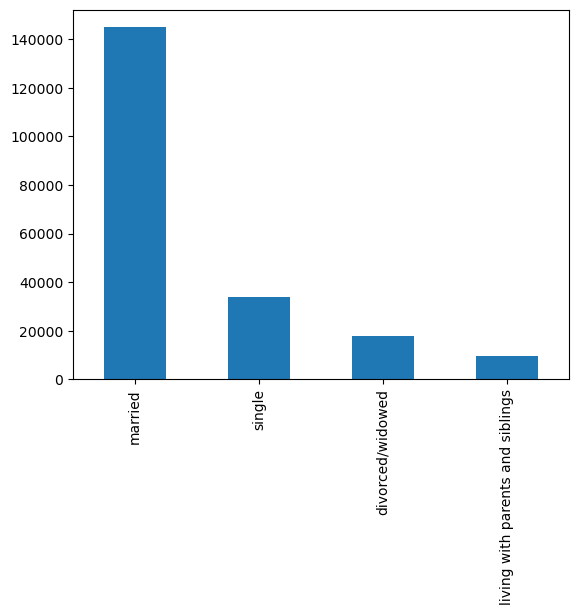 140000
120000
100000
80000
60000
40000
20000
0
married
single
divorced/widowed
living with parents and siblings